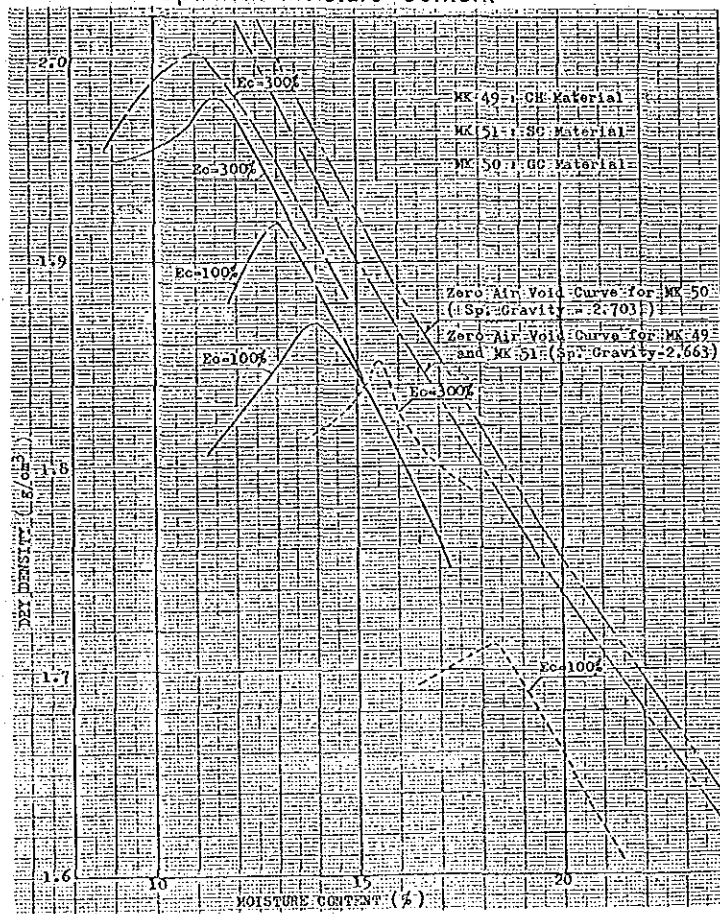 2.0
Ec=300%
MK 49 : CH Material
MK 51 : SC Material
MK 50 : GC Material
Ec=300%
1.9
Ec=100%
Zero Air Void Curve for MK 50
( Sp. Gravity = 2.703 )
Zero Air Void Curve for MK 49
and MK 51 (Sp. Gravity=2.663)
Ec=100%
Ec=300%
1.8
DRY DENSITY (g/cm³)
1.7
Ec=100%
1.6
10
15
20
MOISTURE CONTENT (%)